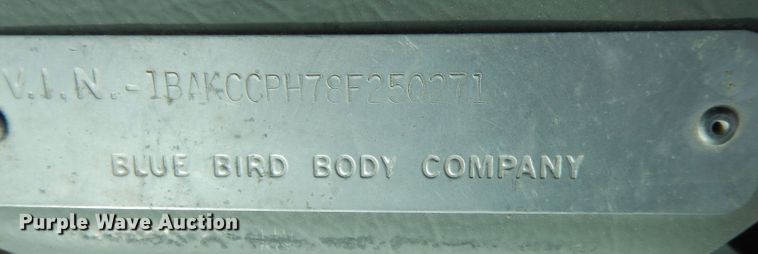 V.I.N.-1BAKCCPH78F250271
BLUE BIRD BODY COMPANY
Purple Wave Auction